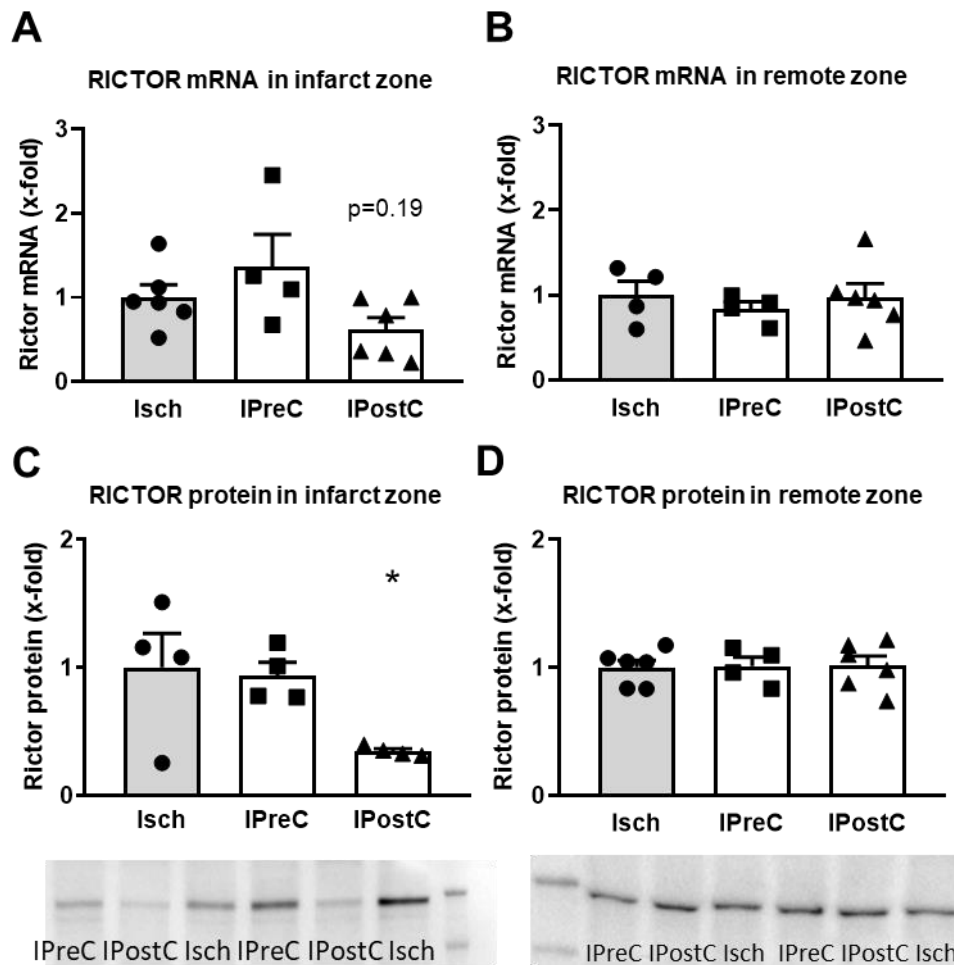 A
RICTOR mRNA in infarct zone
Rictor mRNA (x-fold)
3
2
1
0
p=0.19
Isch IPreC IPostC
B
RICTOR mRNA in remote zone
Rictor mRNA (x-fold)
3
2
1
0
Isch IPreC IPostC
C
RICTOR protein in infarct zone
Rictor protein (x-fold)
2
1
0
*
Isch IPreC IPostC
IPreC IPostC Isch IPreC IPostC Isch
D
RICTOR protein in remote zone
Rictor protein (x-fold)
2
1
0
Isch IPreC IPostC
IPreC IPostC Isch IPreC IPostC Isch